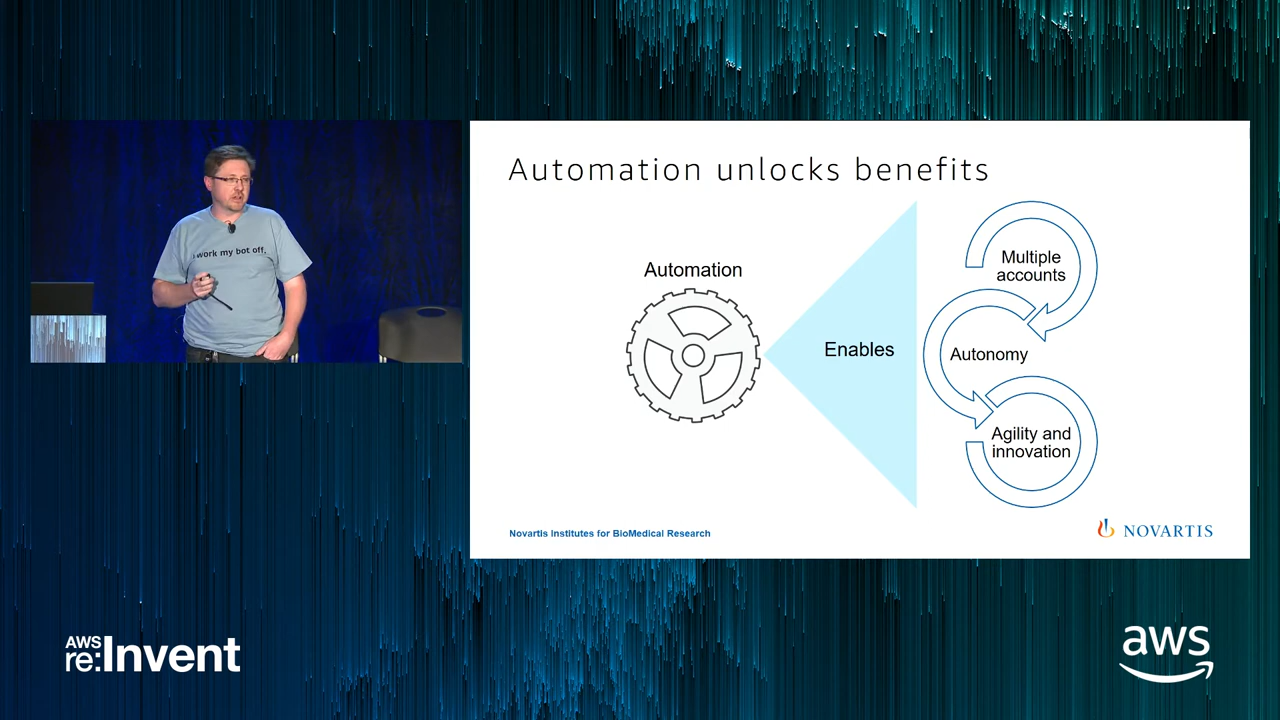 I work my bot off.
Automation unlocks benefits
Automation
Enables
Multiple
accounts
Autonomy
Agility and
innovation
Novartis Institutes for BioMedical Research
NOVARTIS
AWS
re:Invent
aws